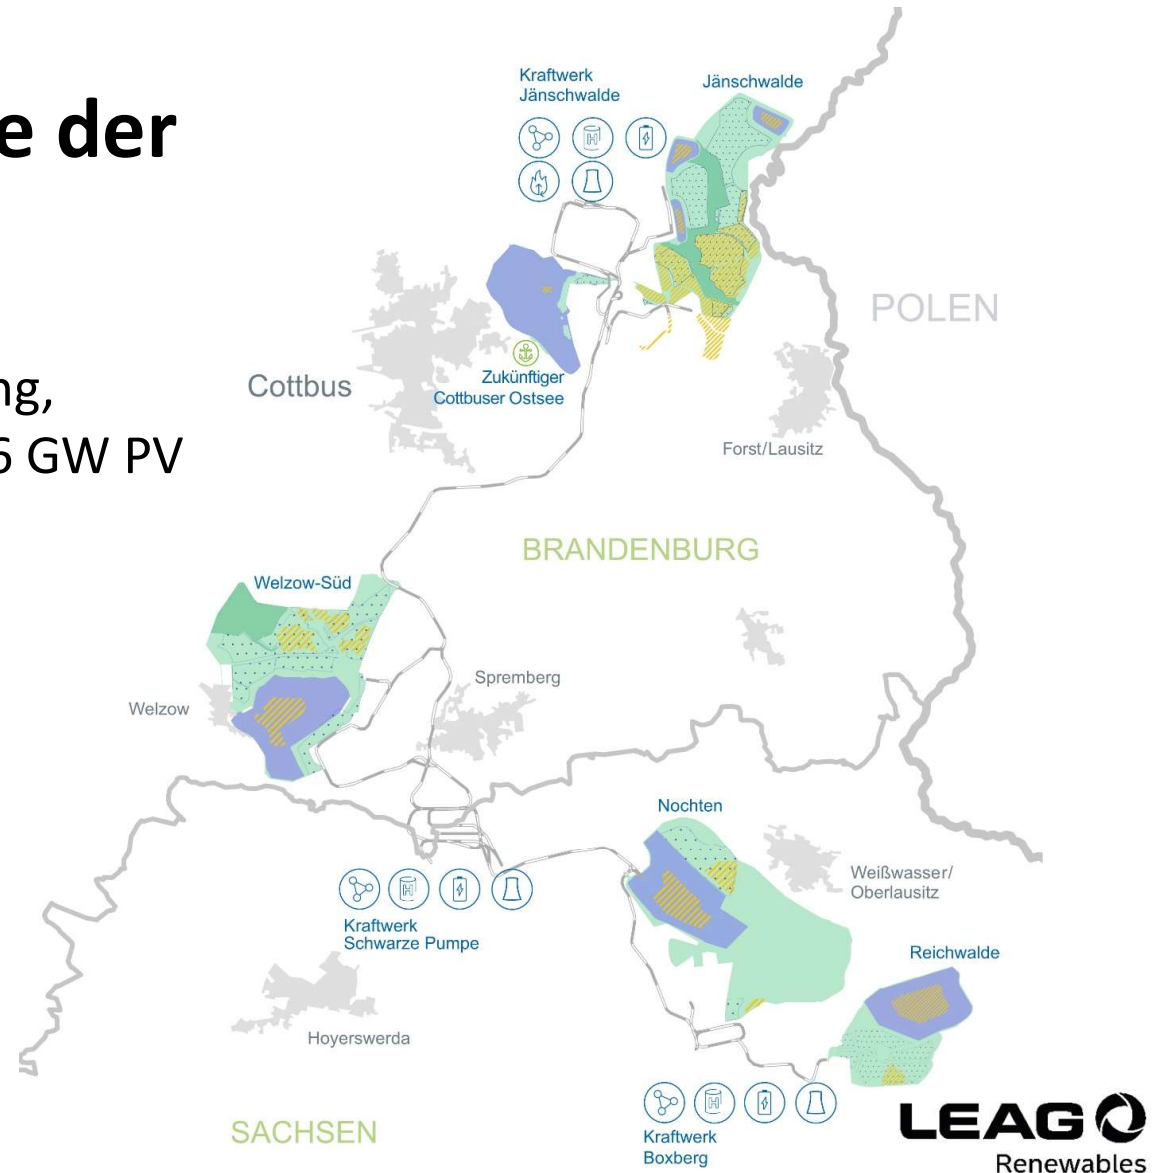 e der
ng,
6 GW PV
Kraftwerk
Jänschwalde
Jänschwalde
H
POLEN
Cottbus
Zukünftiger
Cottbuser Ostsee
Forst/Lausitz
BRANDENBURG
Welzow-Süd
Spremberg
Welzow
Nochten
Weißwasser/
Oberlausitz
H
Kraftwerk
Schwarze Pumpe
Reichwalde
Hoyerswerda
H
SACHSEN
Kraftwerk
Boxberg
LEAG
Renewables